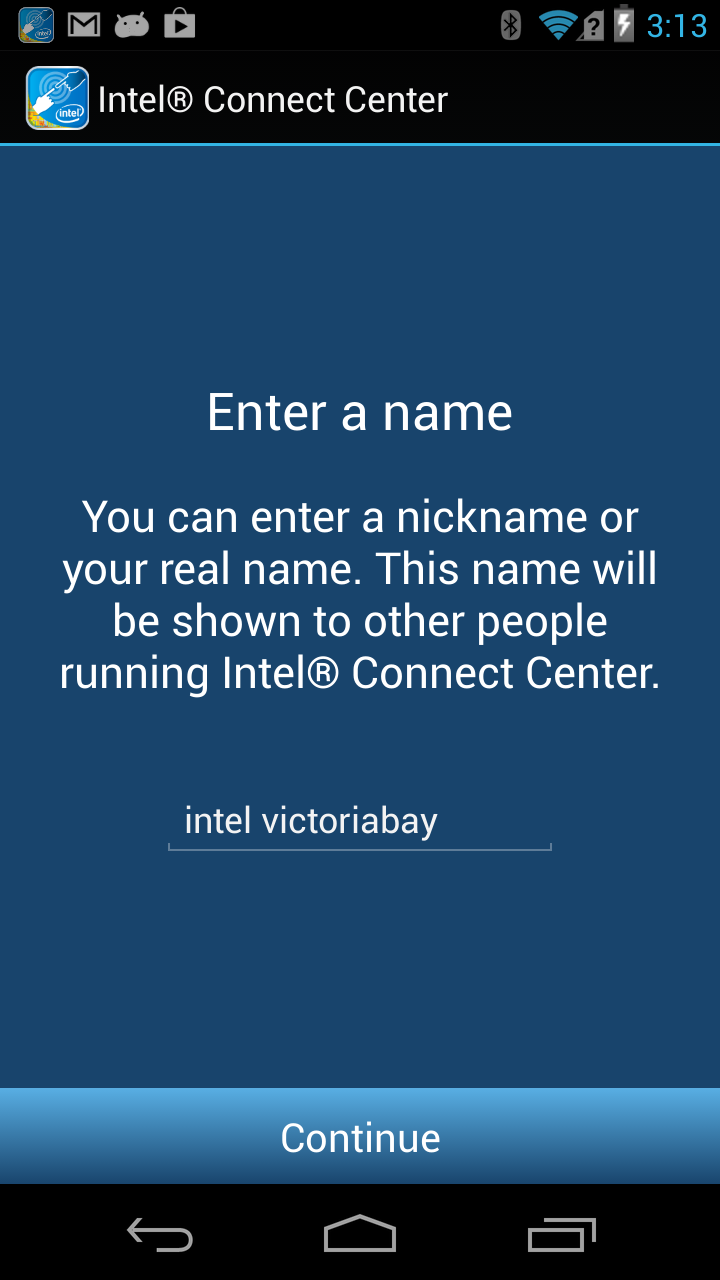 3:13
intel
Intel® Connect Center
Enter a name
You can enter a nickname or
your real name. This name will
be shown to other people
running Intel® Connect Center.
intel victoriabay
Continue